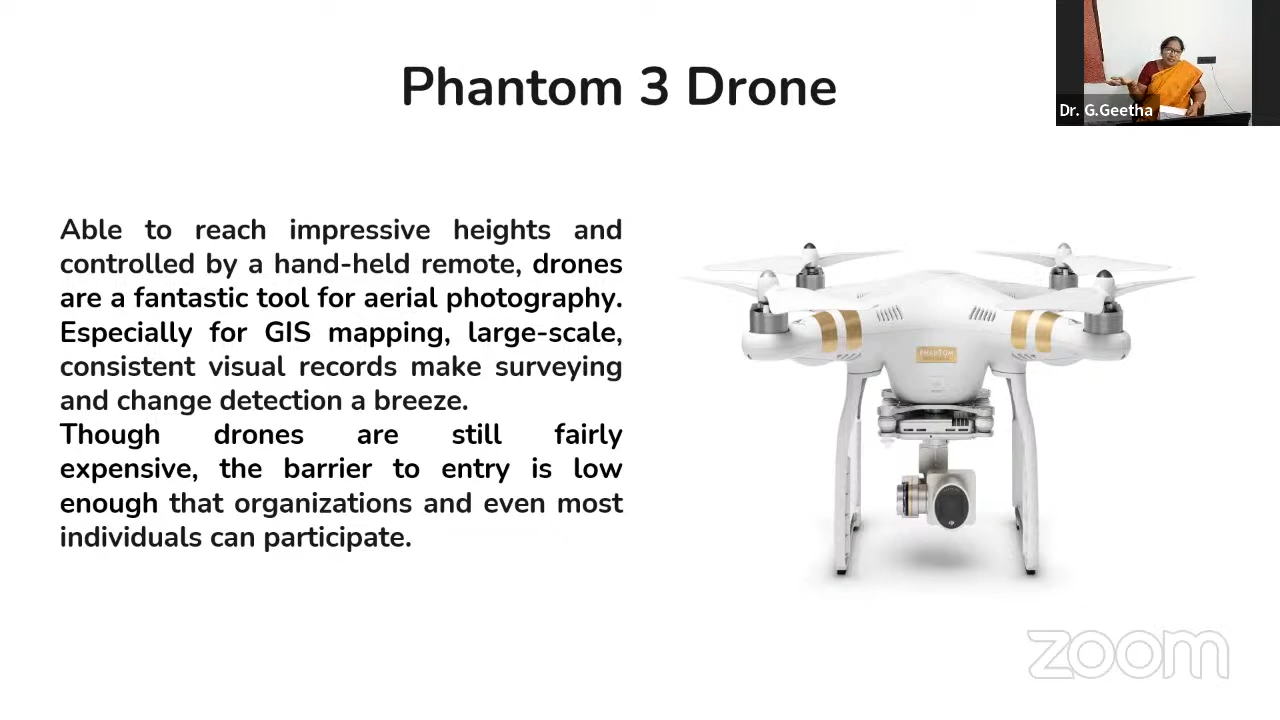 Phantom 3 Drone
Dr. G.Geetha
Able to reach impressive heights and
controlled by a hand-held remote, drones
are a fantastic tool for aerial photography.
Especially for GIS mapping, large-scale,
consistent visual records make surveying
and change detection a breeze.
Though drones are still fairly
expensive, the barrier to entry is low
enough that organizations and even most
individuals can participate.
PHANTOM
zoom